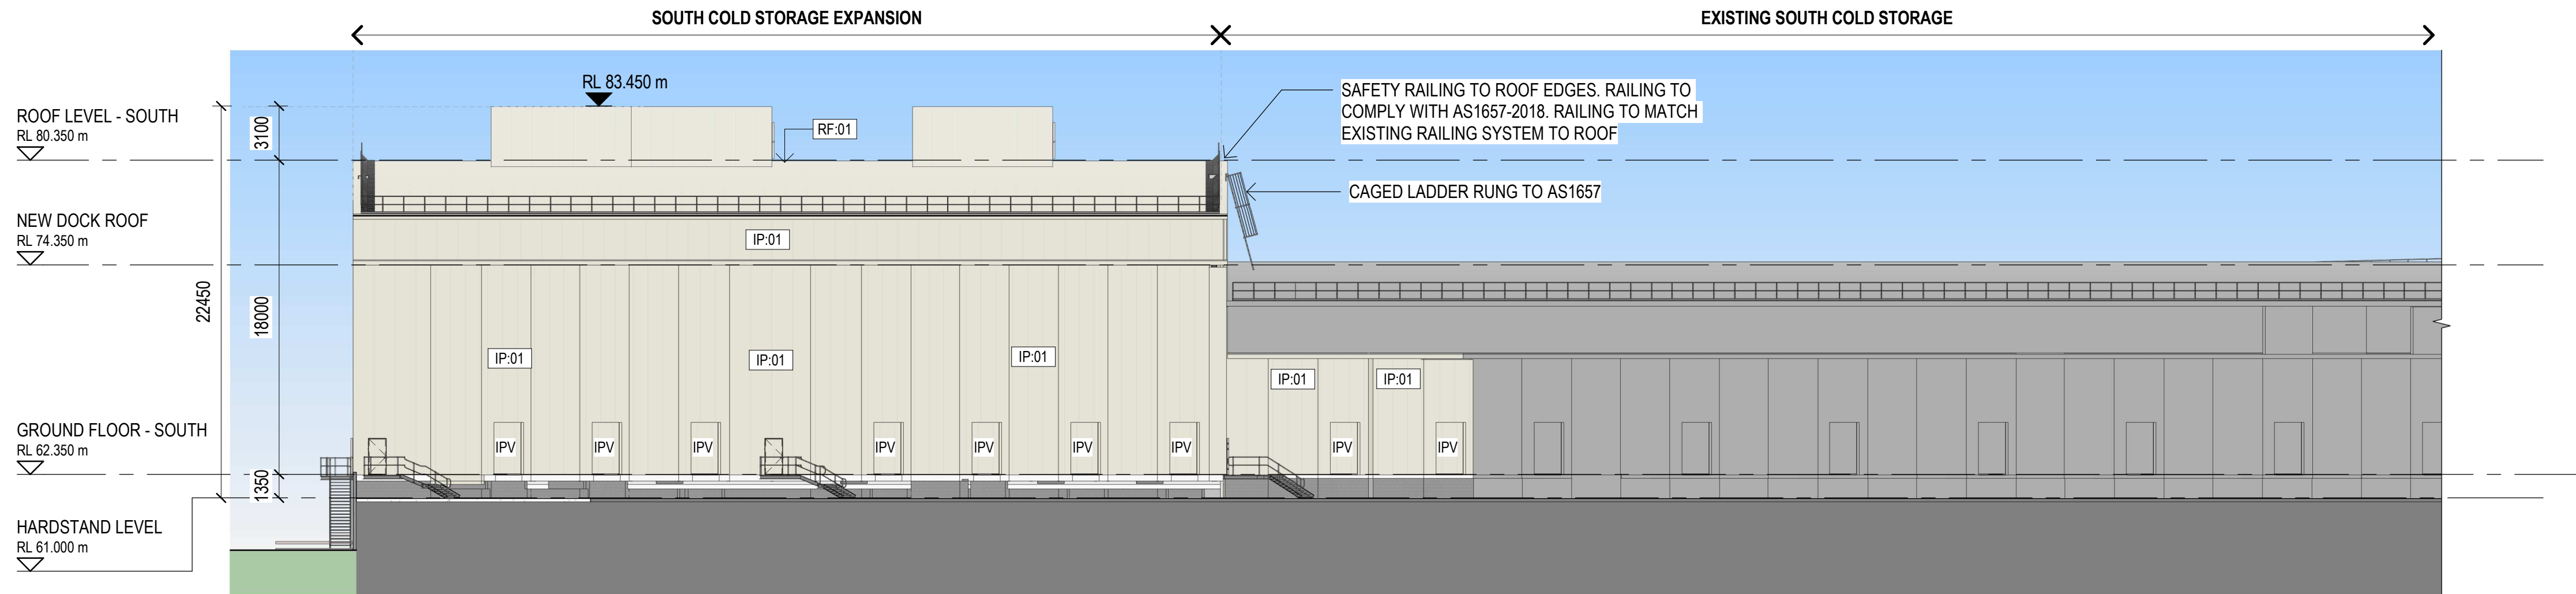 SOUTH COLD STORAGE EXPANSION
EXISTING SOUTH COLD STORAGE
RL 83.450 m
SAFETY RAILING TO ROOF EDGES. RAILING TO
COMPLY WITH AS1657-2018. RAILING TO MATCH
EXISTING RAILING SYSTEM TO ROOF
ROOF LEVEL - SOUTH
RL 80.350 m
3100
RF:01
CAGED LADDER RUNG TO AS1657
NEW DOCK ROOF
RL 74.350 m
IP:01
22450
18000
IP:01
IP:01
IP:01
IP:01
IP:01
GROUND FLOOR - SOUTH
RL 62.350 m
IPV
IPV
IPV
IPV
IPV
IPV
IPV
IPV
IPV
1350
HARDSTAND LEVEL
RL 61.000 m